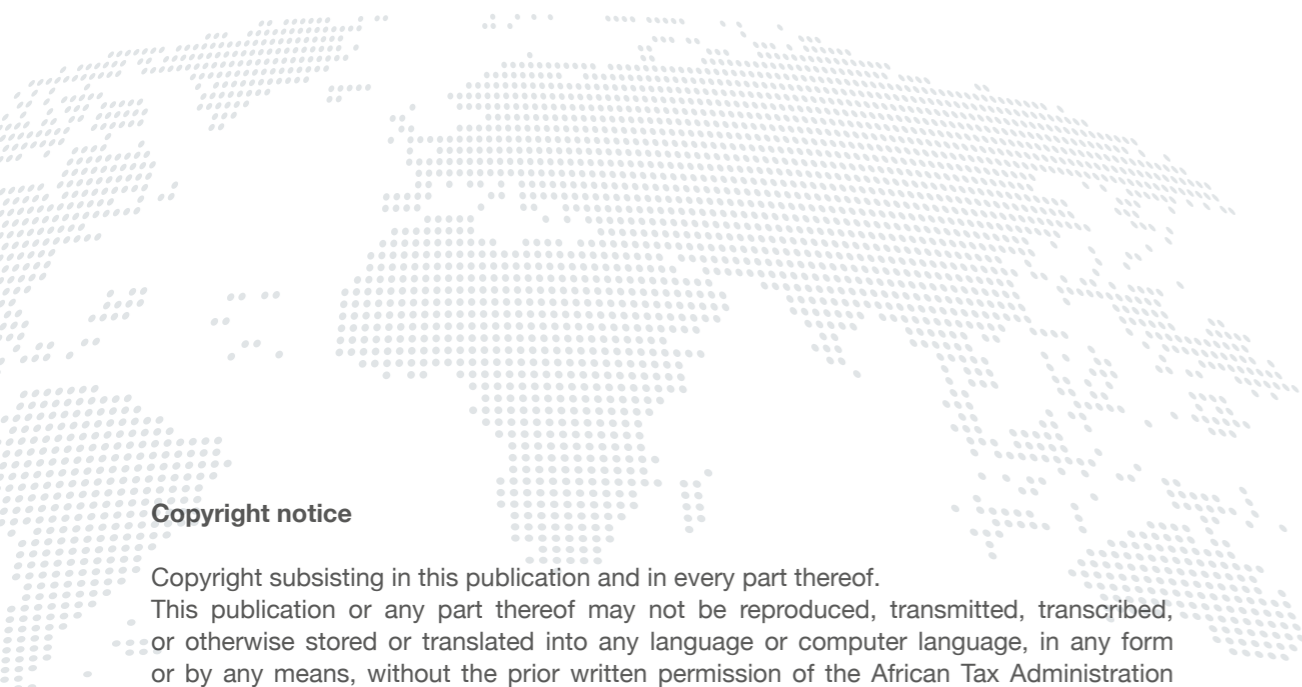 Copyright notice
Copyright subsisting in this publication and in every part thereof.
This publication or any part thereof may not be reproduced, transmitted, transcribed,
or otherwise stored or translated into any language or computer language, in any form
or by any means, without the prior written permission of the African Tax Administration